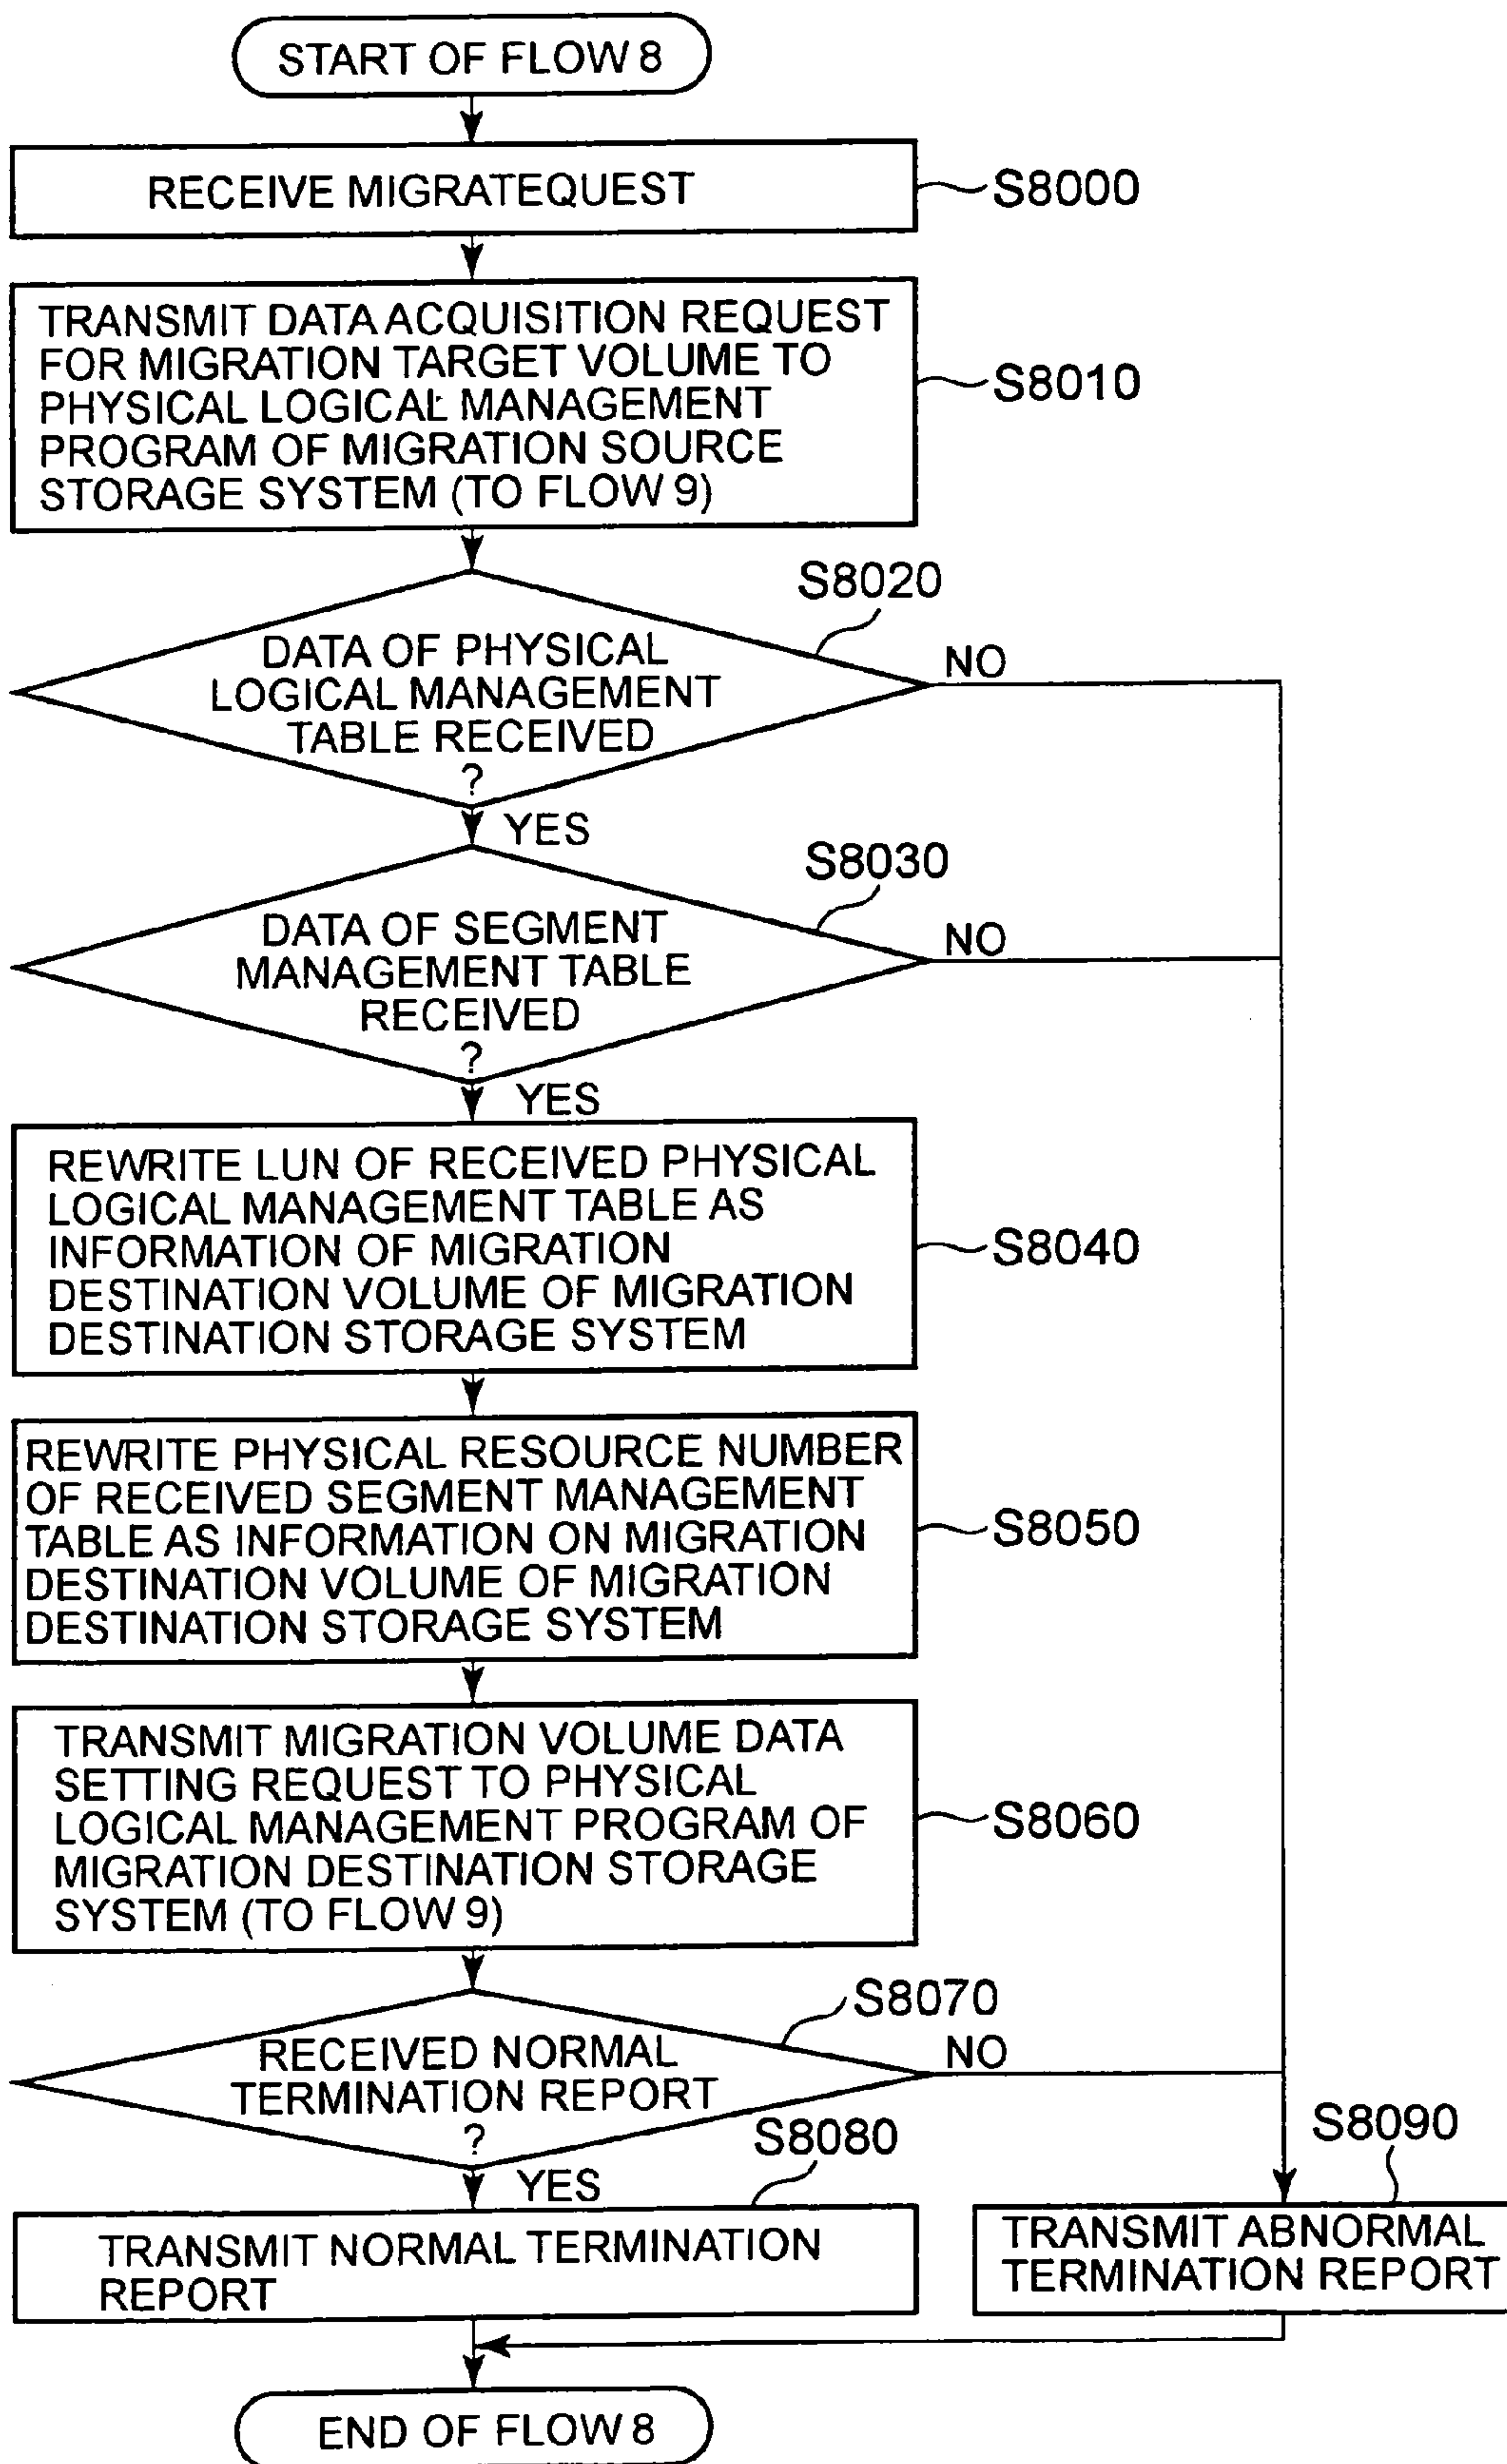 START OF FLOW 8
RECEIVE MIGRATEQUEST
S8000
TRANSMIT DATA ACQUISITION REQUEST
FOR MIGRATION TARGET VOLUME TO
PHYSICAL LOGICAL MANAGEMENT
PROGRAM OF MIGRATION SOURCE
STORAGE SYSTEM (TO FLOW 9)
S8010
S8020
DATA OF PHYSICAL
LOGICAL MANAGEMENT
TABLE RECEIVED
?
NO
YES
S8030
DATA OF SEGMENT
MANAGEMENT TABLE
RECEIVED
?
NO
YES
REWRITE LUN OF RECEIVED PHYSICAL
LOGICAL MANAGEMENT TABLE AS
INFORMATION OF MIGRATION
DESTINATION VOLUME OF MIGRATION
DESTINATION STORAGE SYSTEM
S8040
REWRITE PHYSICAL RESOURCE NUMBER
OF RECEIVED SEGMENT MANAGEMENT
TABLE AS INFORMATION ON MIGRATION
DESTINATION VOLUME OF MIGRATION
DESTINATION STORAGE SYSTEM
S8050
TRANSMIT MIGRATION VOLUME DATA
SETTING REQUEST TO PHYSICAL
LOGICAL MANAGEMENT PROGRAM OF
MIGRATION DESTINATION STORAGE
SYSTEM (TO FLOW 9)
S8060
S8070
RECEIVED NORMAL
TERMINATION REPORT
?
NO
YES
S8080
TRANSMIT NORMAL TERMINATION
REPORT
S8090
TRANSMIT ABNORMAL
TERMINATION REPORT
END OF FLOW 8